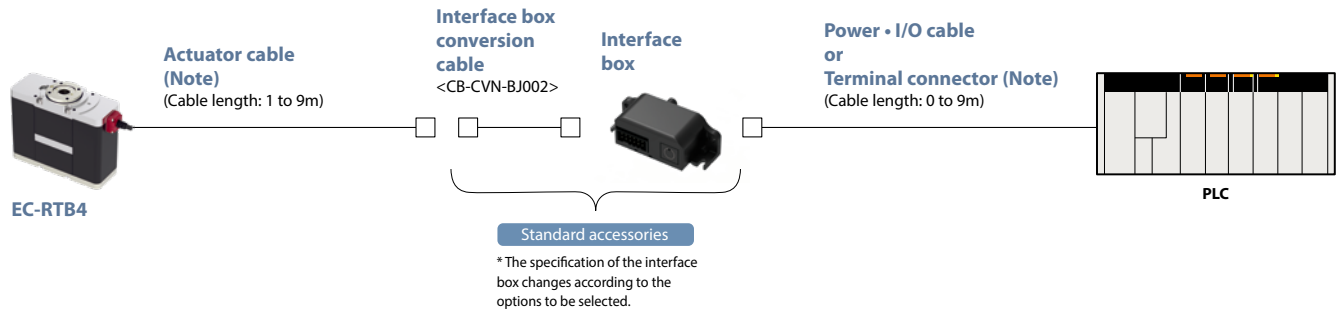 Actuator cable
(Note)
(Cable length: 1 to 9m)
Interface box
conversion
cable
<CB-CVN-BJ002>
Interface
box
Power • I/O cable
or
Terminal connector (Note)
(Cable length: 0 to 9m)
EC-RTB4
PLC
Standard accessories
* The specification of the interface
box changes according to the
options to be selected.